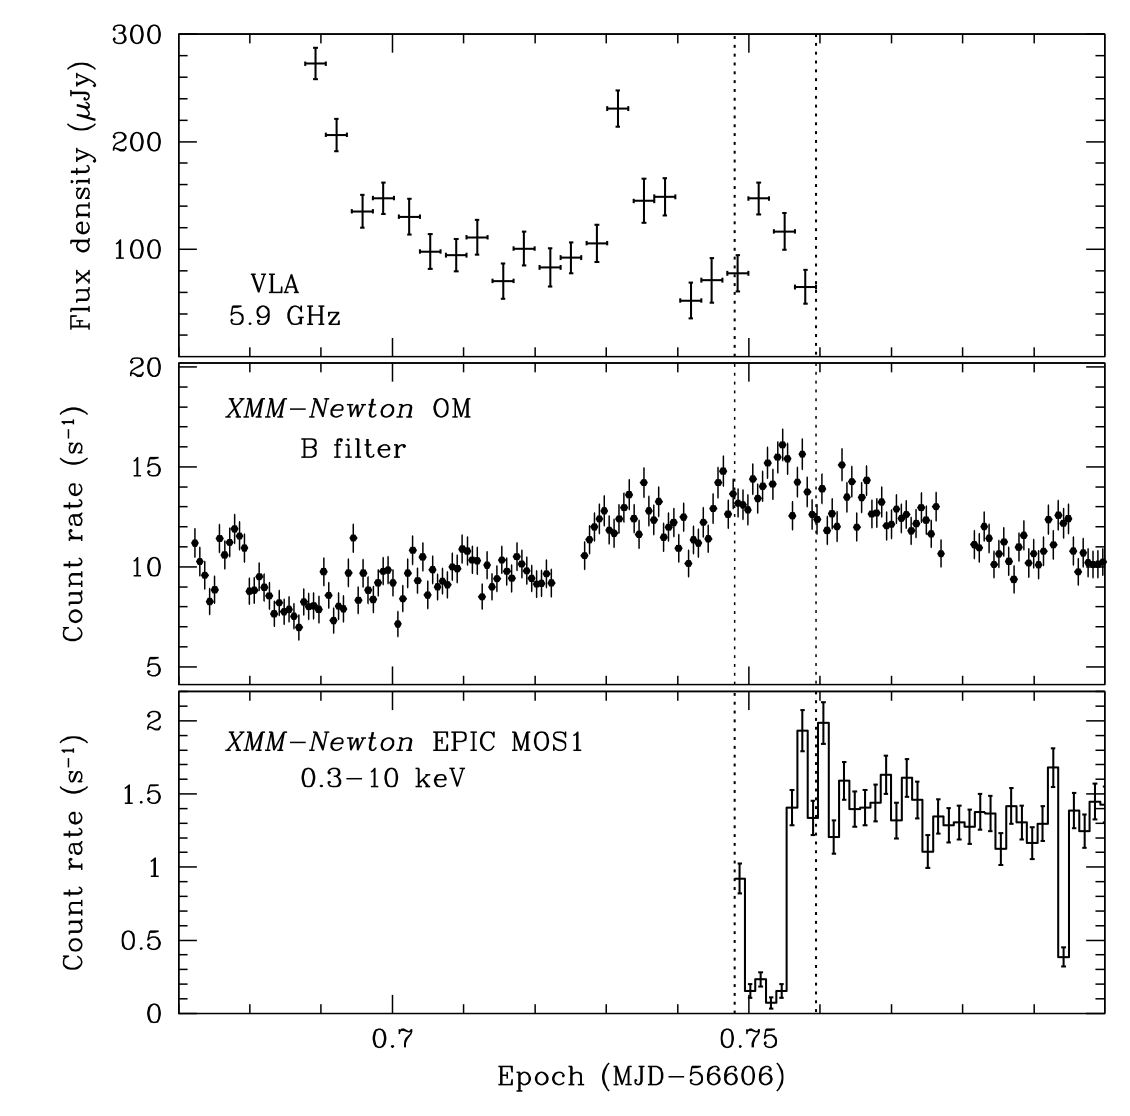 300
200
100
Flux density (μJy)
VLA
5.9 GHz
20
15
10
5
Count rate (s⁻¹)
XMM−Newton OM
B filter
2
1.5
1
0.5
0
Count rate (s⁻¹)
XMM−Newton EPIC MOS1
0.3−10 keV
0.7 0.75
Epoch (MJD−56606)